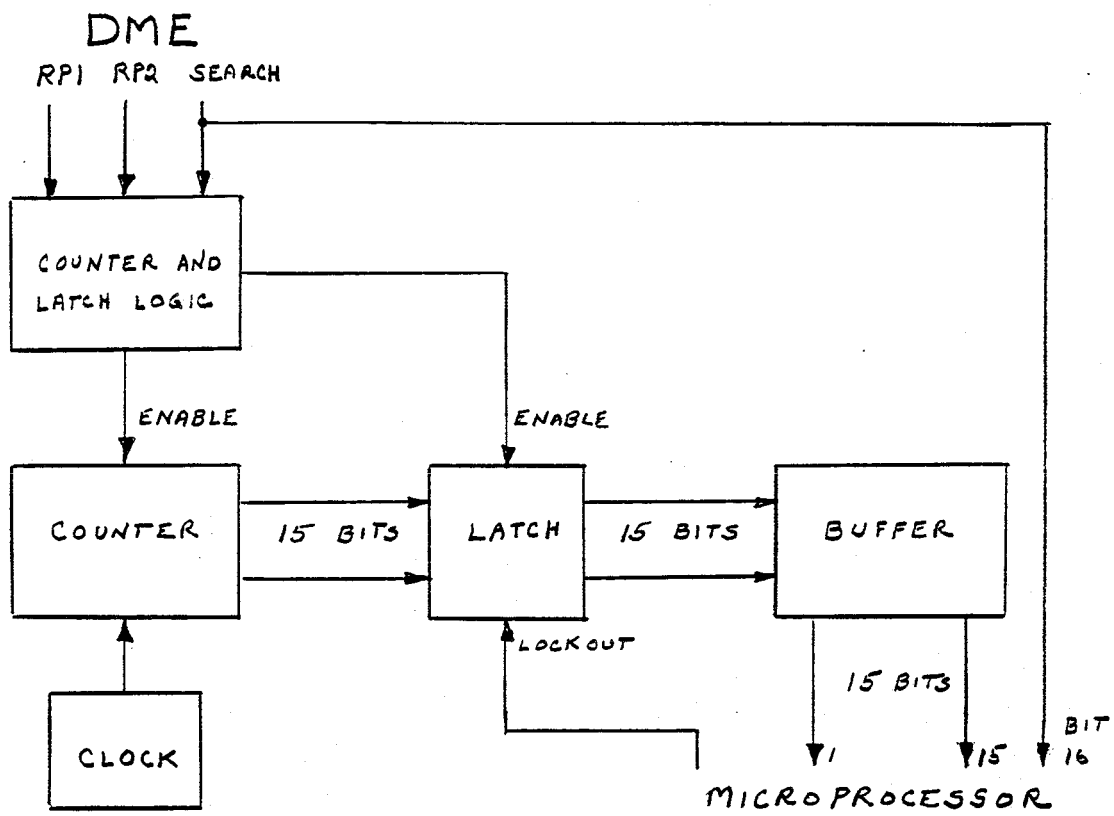 DME
RP1 RP2 SEARCH
COUNTER AND
LATCH LOGIC
ENABLE
ENABLE
COUNTER
15 BITS
LATCH
15 BITS
BUFFER
LOCKOUT
15 BITS
CLOCK
1
15
BIT
16
MICROPROCESSOR